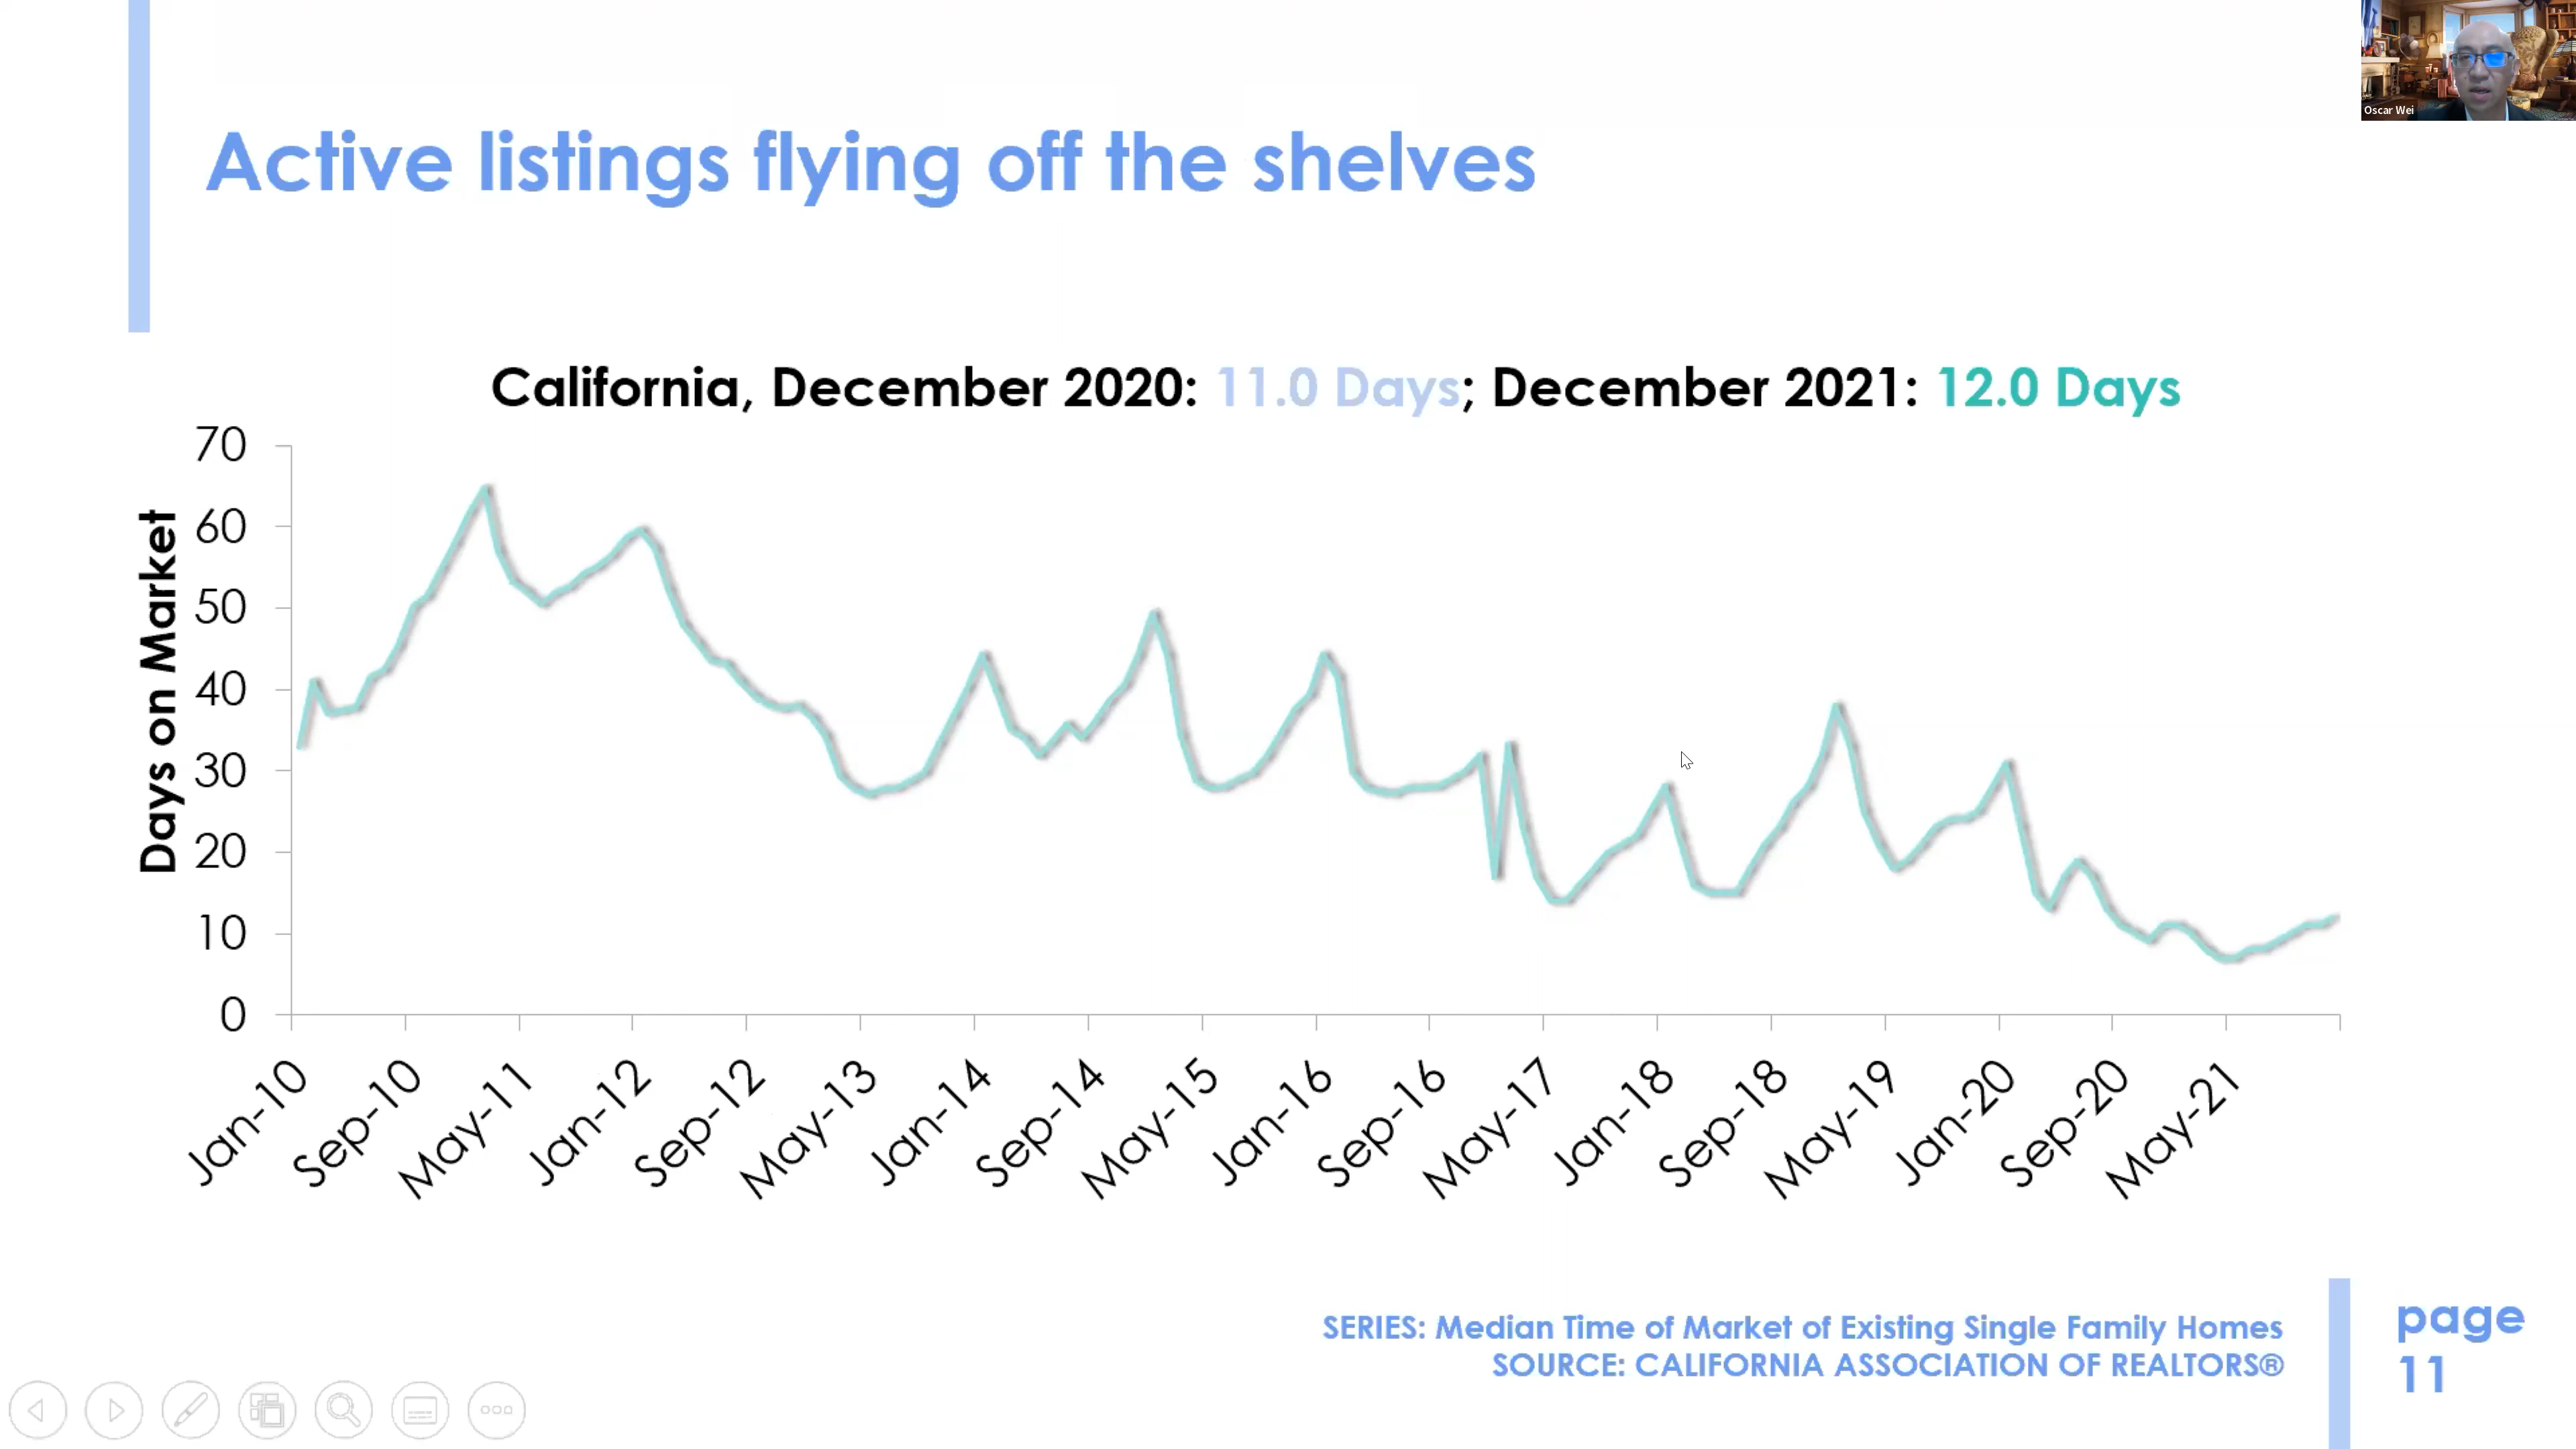 Oscar Wei
Active listings flying off the shelves
California, December 2020: 11.0 Days; December 2021: 12.0 Days
Days on Market
70
60
50
40
30
20
10
0
Jan-10
Sep-10
May-11
Jan-12
Sep-12
May-13
Jan-14
Sep-14
May-15
Jan-16
Sep-16
May-17
Jan-18
Sep-18
May-19
Jan-20
Sep-20
May-21
SERIES: Median Time of Market of Existing Single Family Homes
SOURCE: CALIFORNIA ASSOCIATION OF REALTORS®
page
11